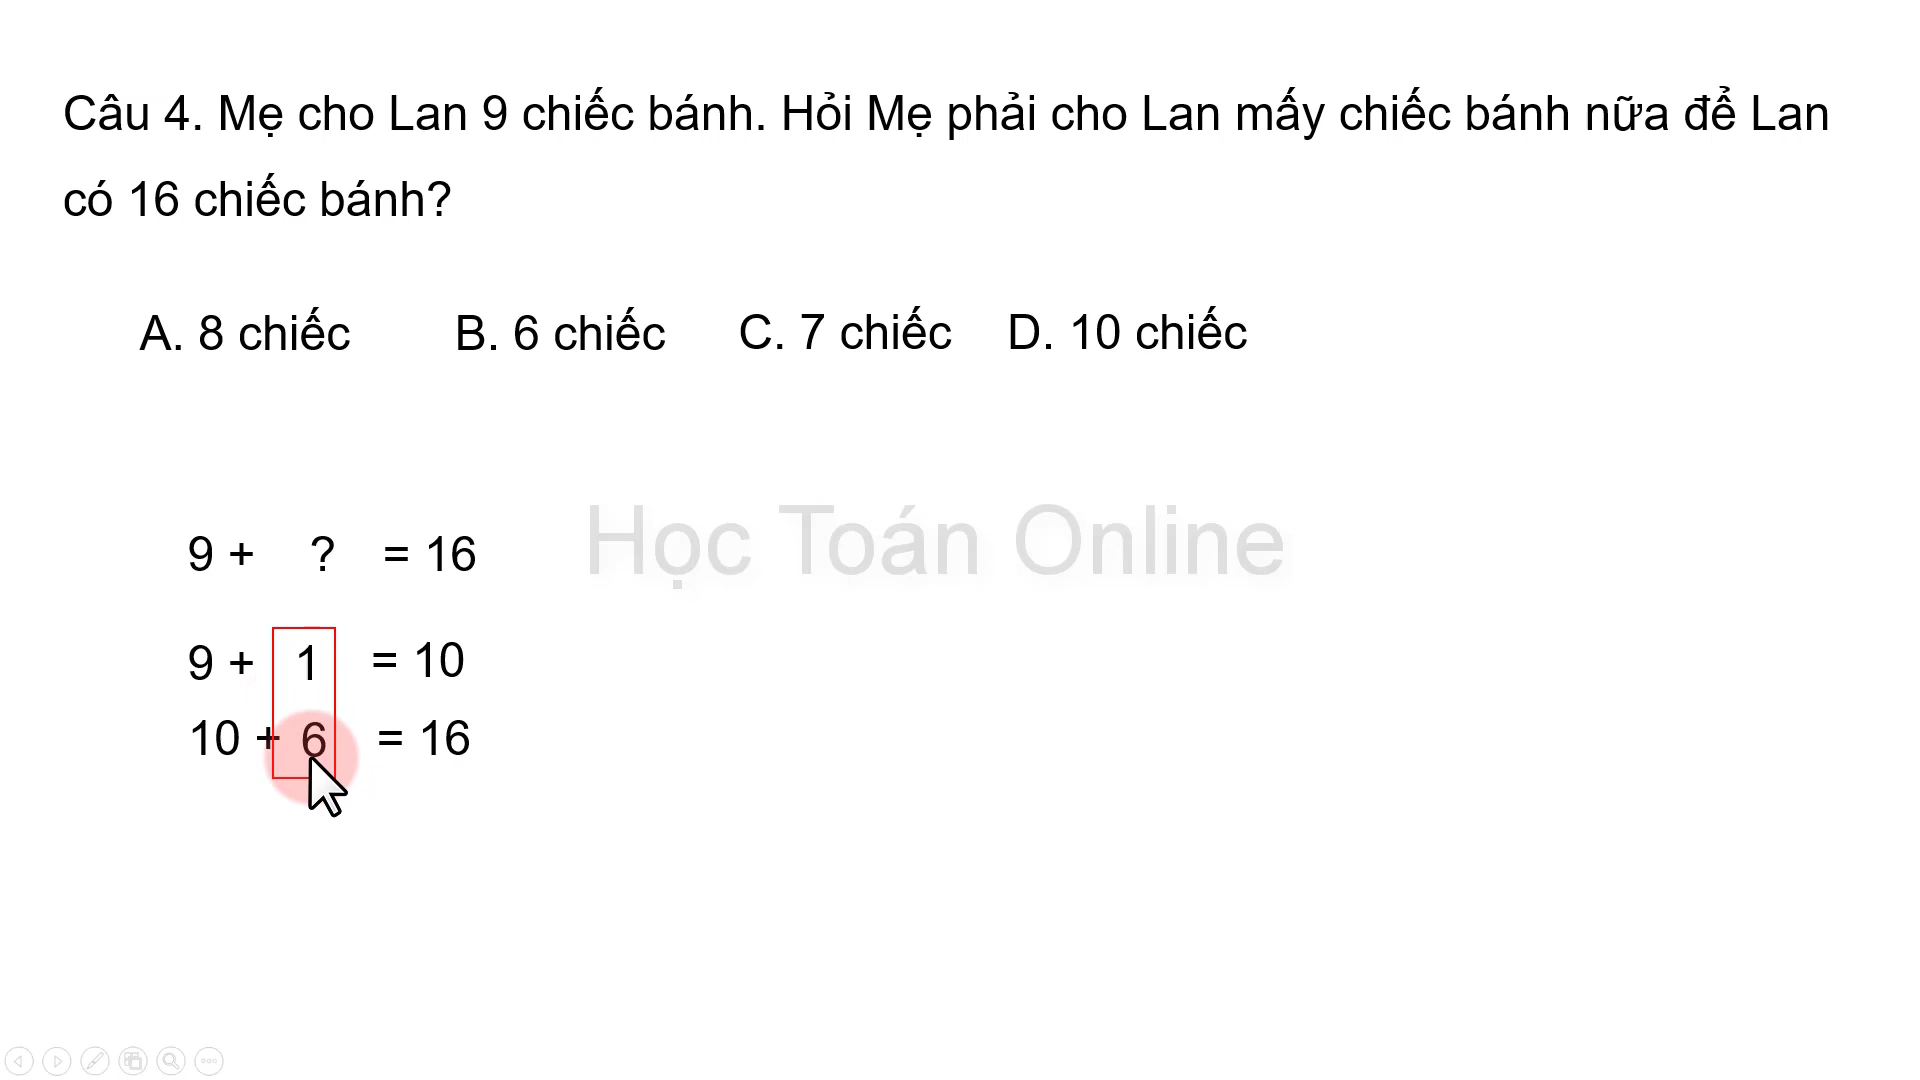 Câu 4. Mẹ cho Lan 9 chiếc bánh. Hỏi Mẹ phải cho Lan mấy chiếc bánh nữa để Lan
có 16 chiếc bánh?
A. 8 chiếc B. 6 chiếc C. 7 chiếc D. 10 chiếc
9 + ? = 16
Học Toán Online
9 + 1 = 10
10 + 6 = 16